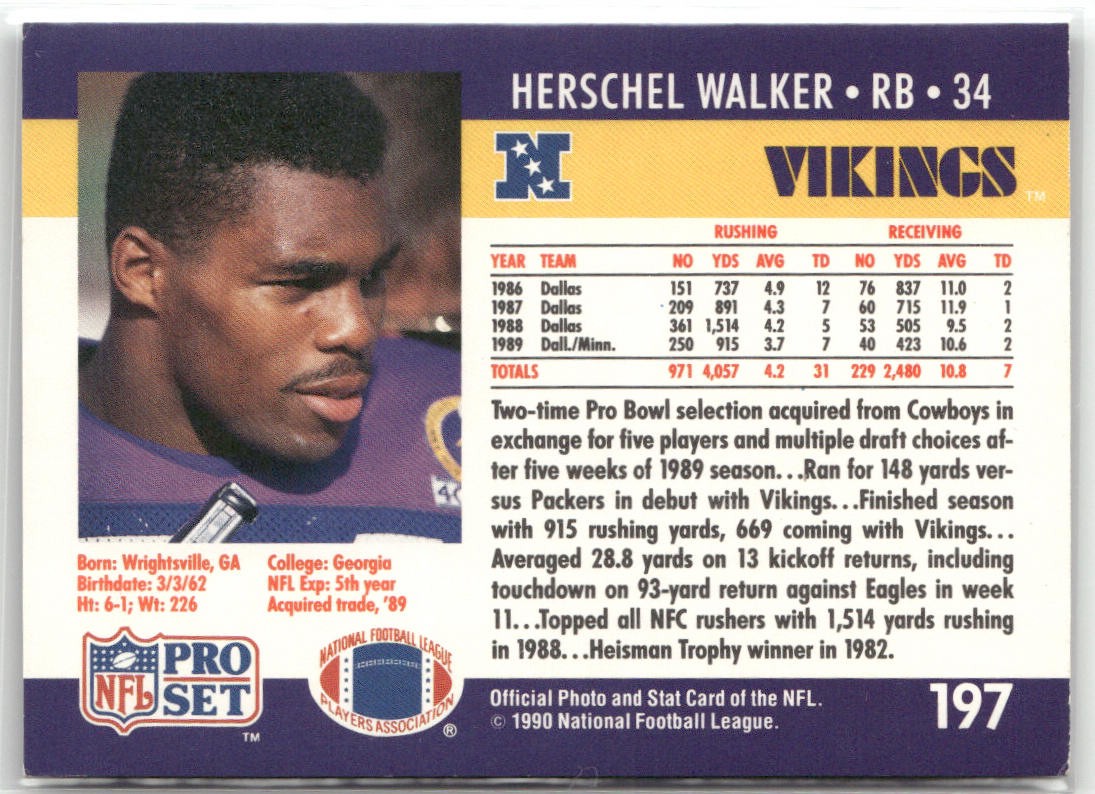 HERSCHEL WALKER • RB • 34
N
VIKINGS TM
RUSHING RECEIVING
YEAR TEAM NO YDS AVG TD NO YDS AVG TD
1986 Dallas 151 737 4.9 12 76 837 11.0 2
1987 Dallas 209 891 4.3 7 60 715 11.9 1
1988 Dallas 361 1,514 4.2 5 53 505 9.5 2
1989 Dall./Minn. 250 915 3.7 7 40 423 10.6 2
TOTALS 971 4,057 4.2 31 229 2,480 10.8 7
Two-time Pro Bowl selection acquired from Cowboys in
exchange for five players and multiple draft choices af-
ter five weeks of 1989 season...Ran for 148 yards ver-
sus Packers in debut with Vikings...Finished season
with 915 rushing yards, 669 coming with Vikings...
Averaged 28.8 yards on 13 kickoff returns, including
touchdown on 93-yard return against Eagles in week
11...Topped all NFC rushers with 1,514 yards rushing
in 1988...Heisman Trophy winner in 1982.
40
Born: Wrightsville, GA
Birthdate: 3/3/62
Ht: 6-1; Wt: 226
College: Georgia
NFL Exp: 5th year
Acquired trade, '89
NFL PRO SET TM
NATIONAL FOOTBALL LEAGUE
PLAYERS ASSOCIATION ®
Official Photo and Stat Card of the NFL.
© 1990 National Football League.
197